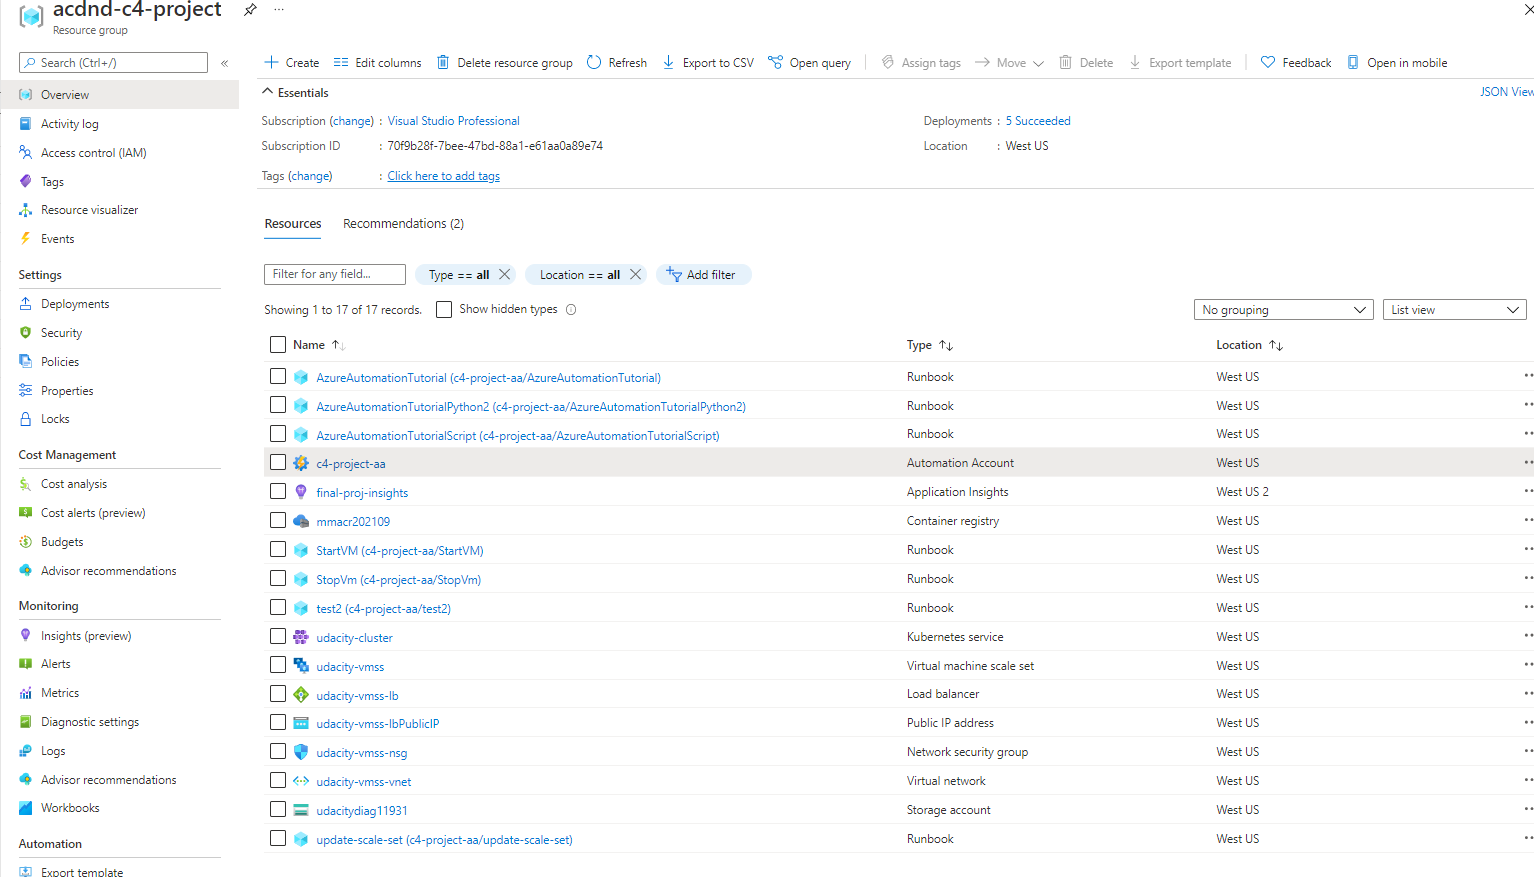 acdnd-c4-project
Resource group
Search (Ctrl+/)
«
Create
Edit columns
Delete resource group
Refresh
Export to CSV
Open query
Assign tags
Move
Delete
Export template
Feedback
Open in mobile
Overview
Activity log
Access control (IAM)
Tags
Resource visualizer
Events
Settings
Deployments
Security
Policies
Properties
Locks
Cost Management
Cost analysis
Cost alerts (preview)
Budgets
Advisor recommendations
Monitoring
Insights (preview)
Alerts
Metrics
Diagnostic settings
Logs
Advisor recommendations
Workbooks
Automation
Export template
Essentials
JSON View
Subscription (change) : Visual Studio Professional
Deployments : 5 Succeeded
Subscription ID : 70f9b28f-7bee-47bd-88a1-e61aa0a89e74
Location : West US
Tags (change) : Click here to add tags
Resources Recommendations (2)
Filter for any field...
Type == all
Location == all
Add filter
Showing 1 to 17 of 17 records.
Show hidden types
No grouping
List view
Name Type Location
AzureAutomationTutorial (c4-project-aa/AzureAutomationTutorial) Runbook West US
AzureAutomationTutorialPython2 (c4-project-aa/AzureAutomationTutorialPython2) Runbook West US
AzureAutomationTutorialScript (c4-project-aa/AzureAutomationTutorialScript) Runbook West US
c4-project-aa Automation Account West US
final-proj-insights Application Insights West US 2
mmacr202109 Container registry West US
StartVM (c4-project-aa/StartVM) Runbook West US
StopVm (c4-project-aa/StopVm) Runbook West US
test2 (c4-project-aa/test2) Runbook West US
udacity-cluster Kubernetes service West US
udacity-vmss Virtual machine scale set West US
udacity-vmss-lb Load balancer West US
udacity-vmss-lbPublicIP Public IP address West US
udacity-vmss-nsg Network security group West US
udacity-vmss-vnet Virtual network West US
udacitydiag11931 Storage account West US
update-scale-set (c4-project-aa/update-scale-set) Runbook West US